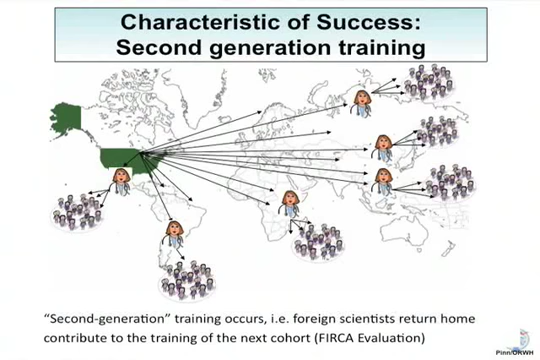 Characteristic of Success:
Second generation training
“Second-generation” training occurs, i.e. foreign scientists return home
contribute to the training of the next cohort (FIRCA Evaluation)
Pinn/ORWH